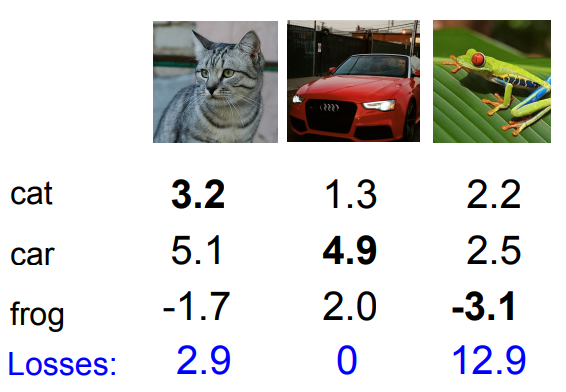 cat 3.2 1.3 2.2
car 5.1 4.9 2.5
frog -1.7 2.0 -3.1
Losses: 2.9 0 12.9